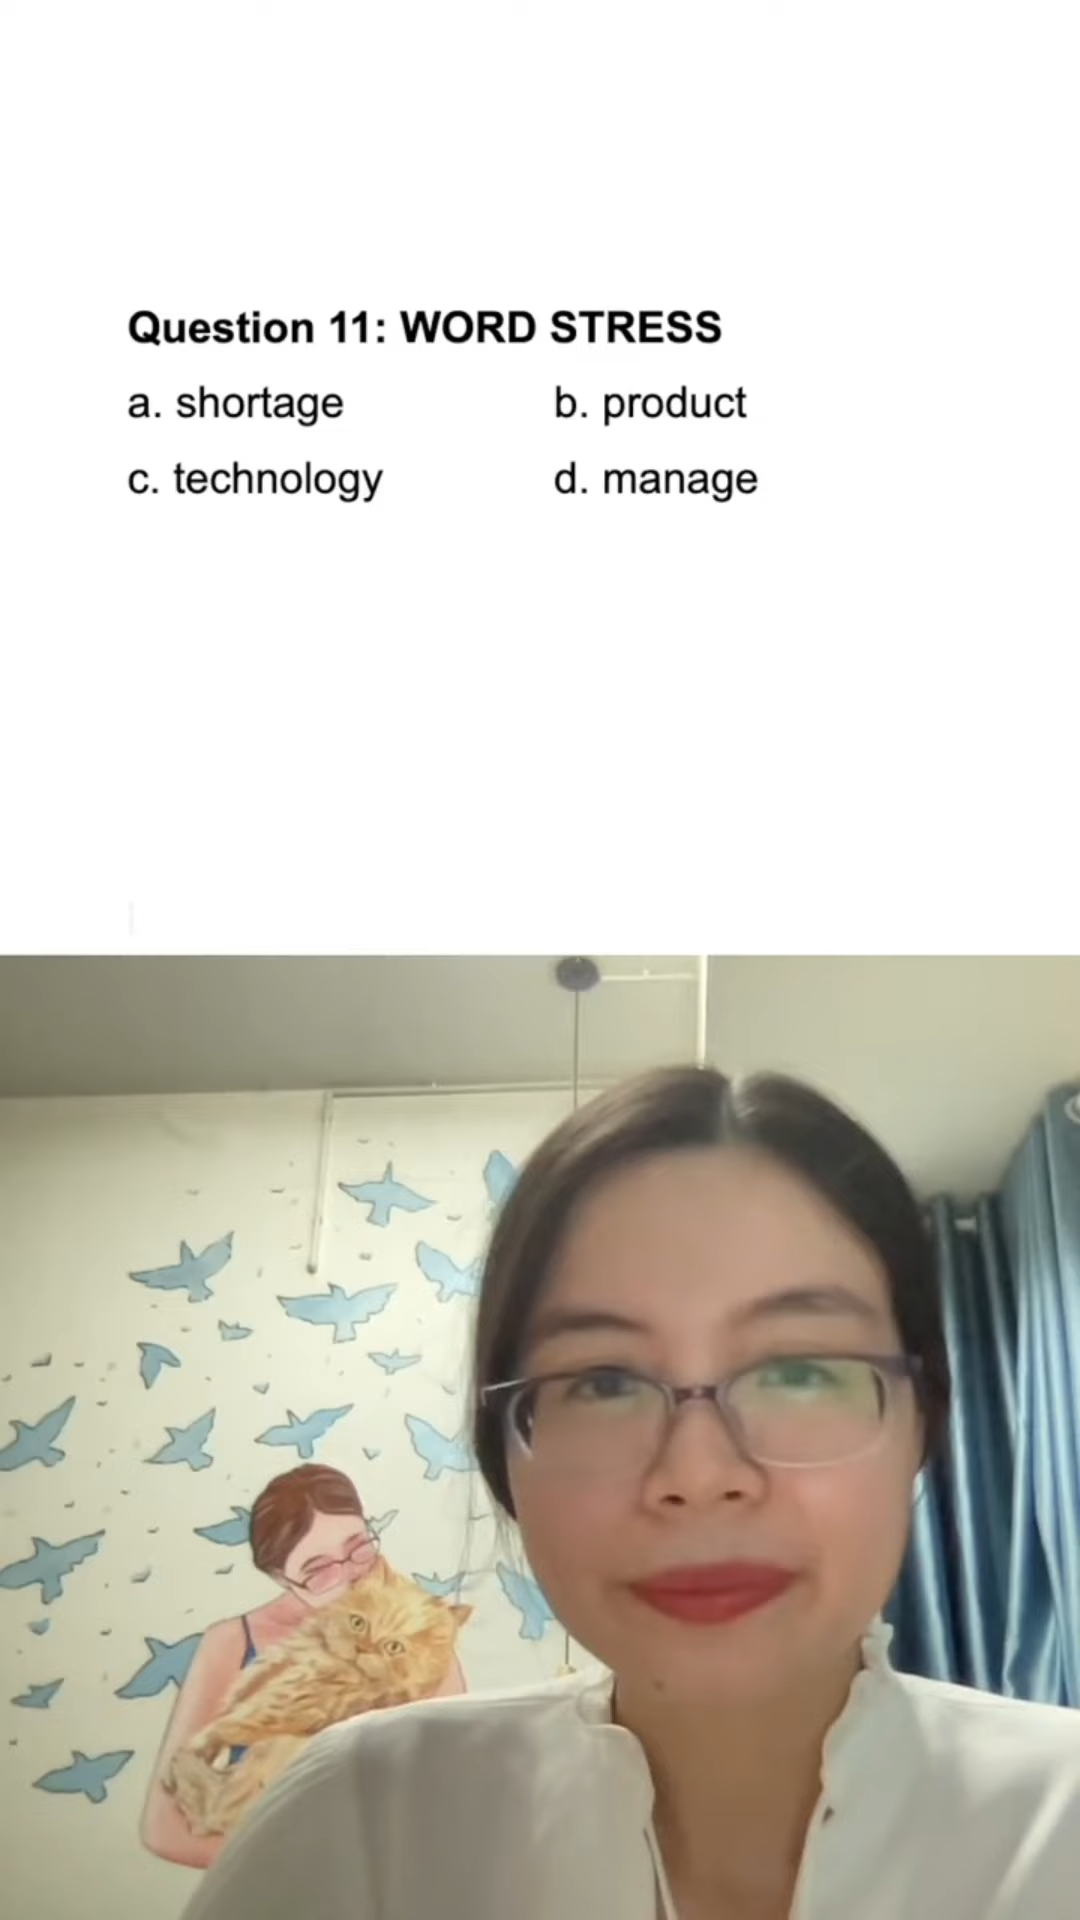 Question 11: WORD STRESS
a. shortage b. product
c. technology d. manage